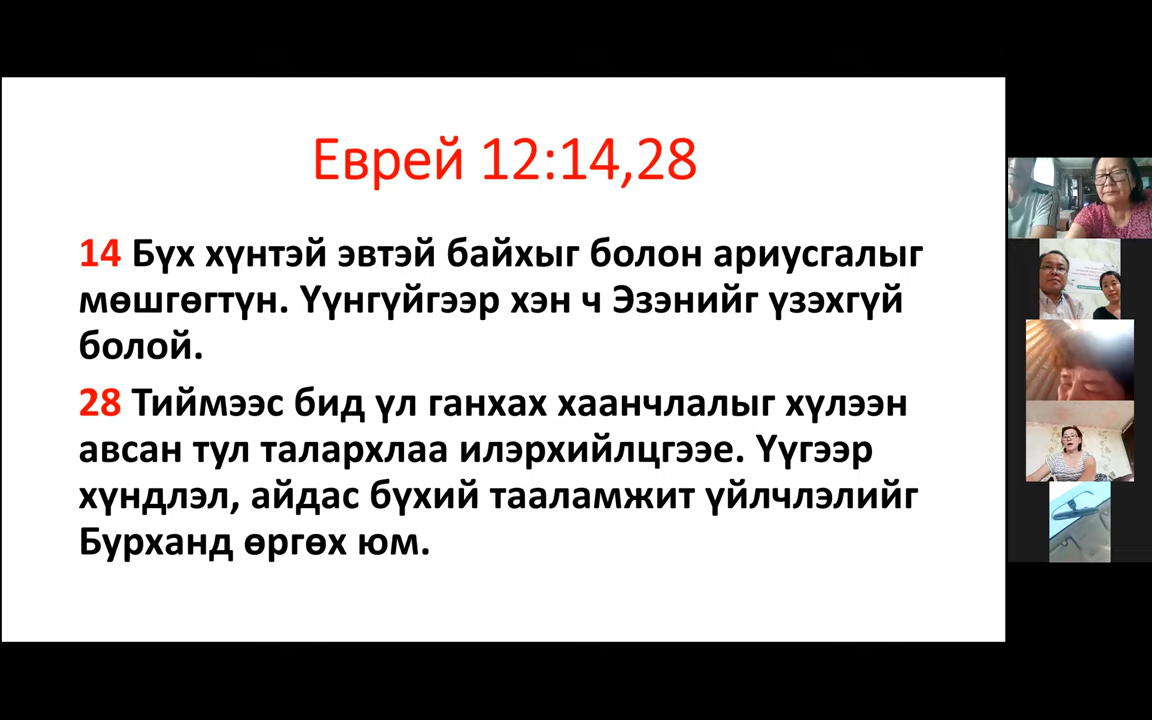 Еврей 12:14,28
14 Бүх хүнтэй эвтэй байхыг болон ариусгалыг
мөшгөгтүн. Үүнгүйгээр хэн ч Эзэнийг үзэхгүй
болой.
28 Тиймээс бид үл ганхах хаанчлалыг хүлээн
авсан тул талархлаа илэрхийлцгээе. Үүгээр
хүндлэл, айдас бүхий тааламжит үйлчлэлийг
Бурханд өргөх юм.